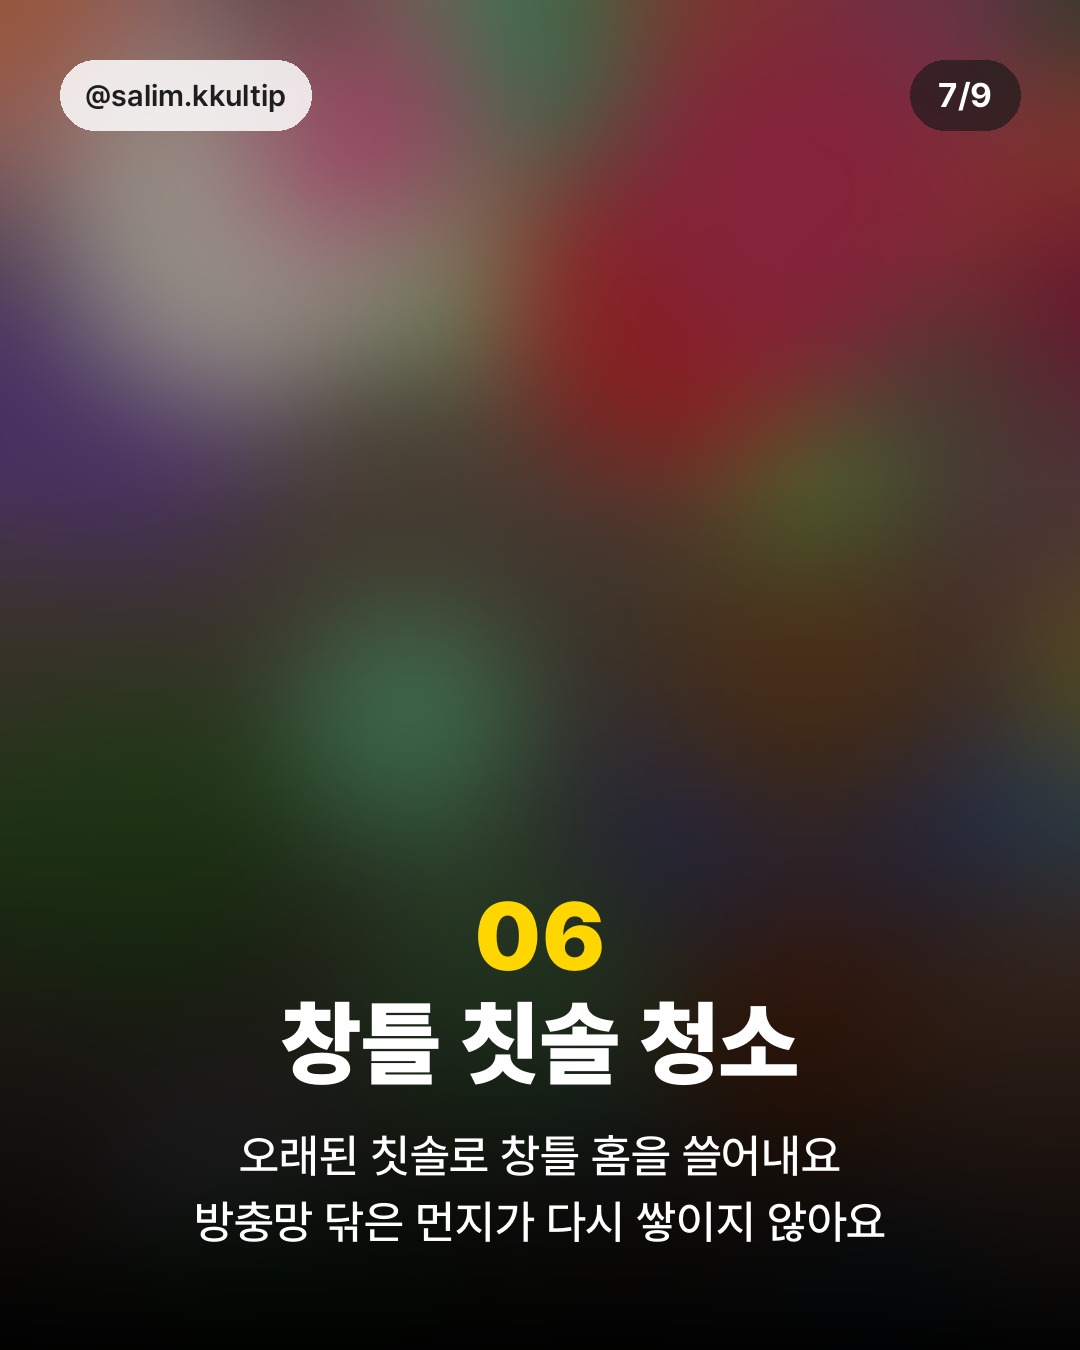 @salim.kkultip
7/9
06
창틀 칫솔 청소
오래된 칫솔로 창틀 홈을 쓸어내요
방충망 닦은 먼지가 다시 쌓이지 않아요